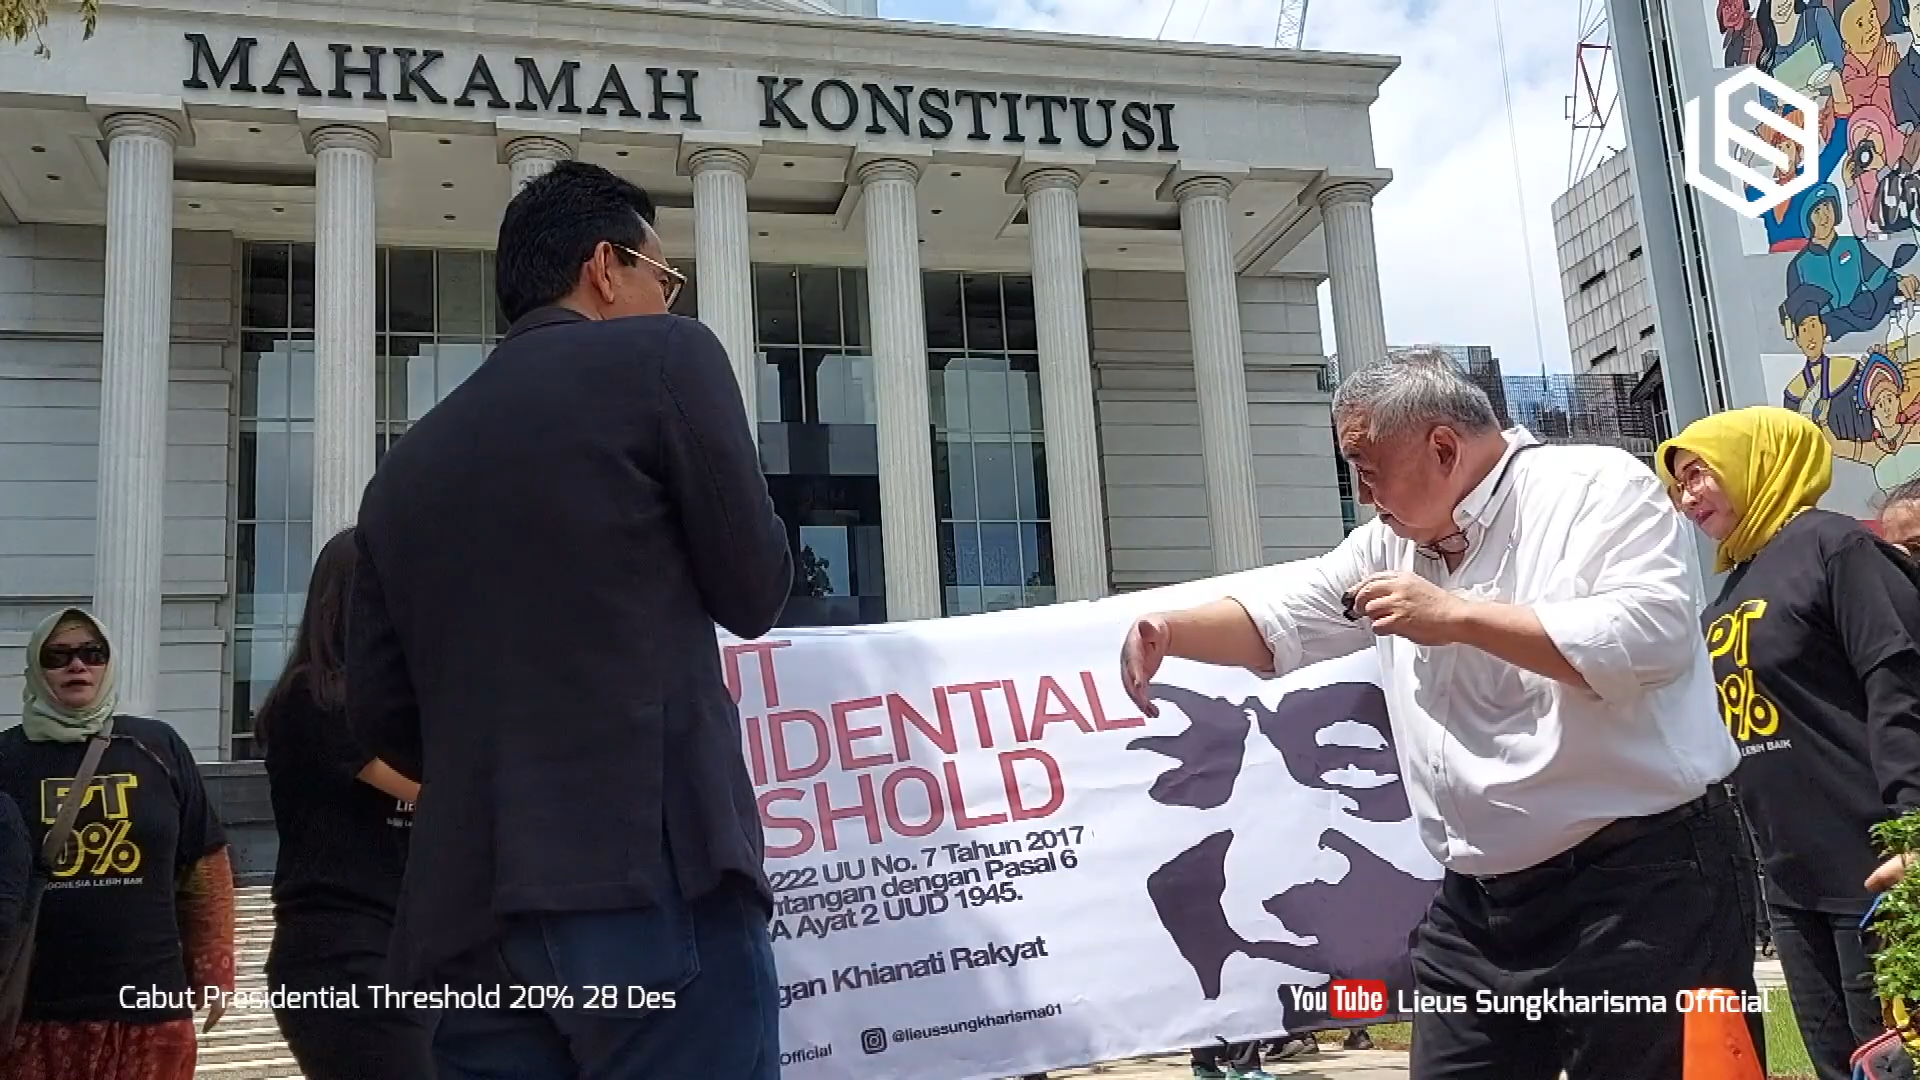 MAHKAMAH KONSTITUSI
PT
0%
INDONESIA LEBIH BAIK
PT
0%
LEBIH BAIK
UT
IDENTIAL
SHOLD
222 UU No. 7 Tahun 2017
ntangan dengan Pasal 6
A Ayat 2 UUD 1945.
gan Khianati Rakyat
Official @lieussungkharisma01
Cabut Presidential Threshold 20% 28 Des
YouTube Lieus Sungkharisma Official